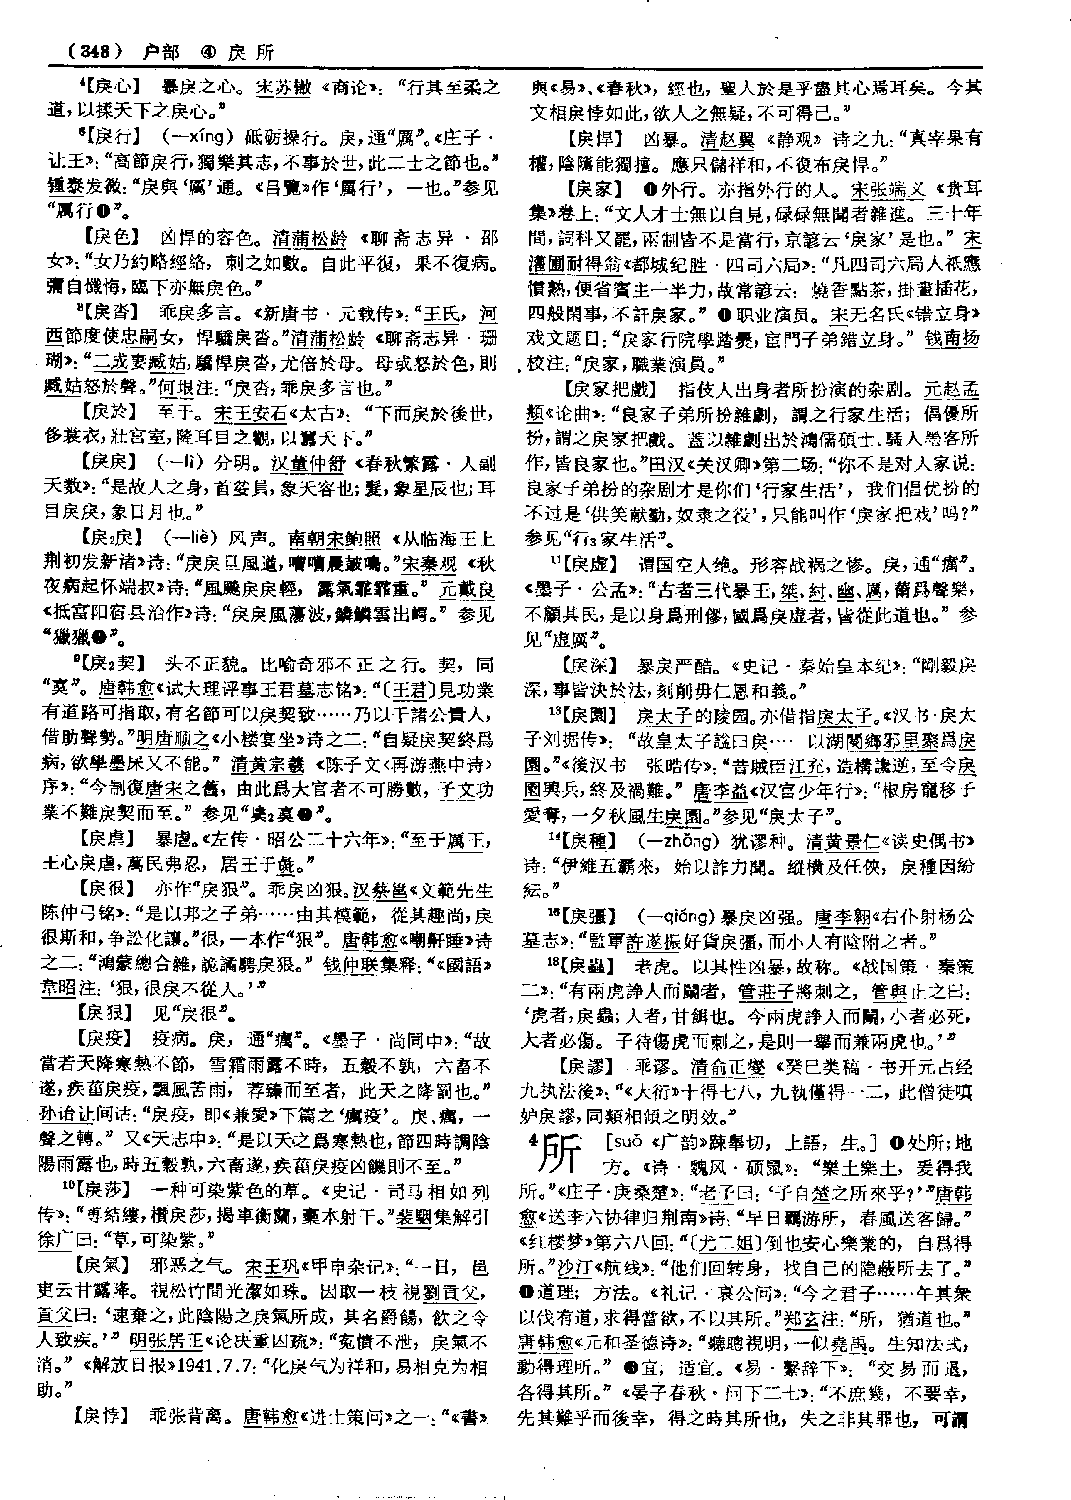 (348) 户部 ④ 戾 所
⁴【戾心】 暴戾之心。宋苏辙《商论》：“行其至柔之
道，以揉天下之戾心。”
⁶【戾行】 （—xíng）砥砺操行。戾，通“厲”。《庄子·
让王》：“高節戾行，獨樂其志，不事於世，此二士之節也。”
锺泰发微：“戾與‘厲’通。《吕覽》作‘厲行’，一也。”参见
“厲行❶”。
【戾色】 凶悍的容色。清蒲松龄《聊斋志异·邵
女》：“女乃約略經絡，刺之如數。自此平復，果不復病。
彌自懺悔，臨下亦無戾色。”
⁸【戾沓】 乖戾多言。《新唐书·元载传》：“王氏，河
西節度使忠嗣女，悍驕戾沓。”清蒲松龄《聊斋志异·珊
瑚》：“二成妻臧姑，驕悍戾沓，尤倍於母。母或怒於色，則
臧姑怒於聲。”何垠注：“戾沓，乖戾多言也。”
【戾於】 至于。宋王安石《太古》：“下而戾於後世，
侈裳衣，壯宫室，隆耳目之觀，以囂天下。”
【戾戾】 （—lì）分明。汉董仲舒《春秋繁露·人副
天数》：“是故人之身，首妢員，象天容也；髮，象星辰也；耳
目戾戾，象日月也。”
【戾₂戾】 （—liè）风声。南朝宋鲍照《从临海王上
荆初发新渚》诗：“戾戾旦風遒，嘈嘈晨鼓鳴。”宋秦观《秋
夜病起怀端叔》诗：“風飈戾戾輕，露氣霏霏重。”元戴良
《抵富阳宿县治作》诗：“戾戾風蕩波，鱗鱗雲出崿。”参见
“獵獵❶”。
⁹【戾₂契】 头不正貌。比喻奇邪不正之行。契，同
“奊”。唐韩愈《试大理评事王君墓志铭》：“〔王君〕見功業
有道路可指取，有名節可以戾契致……乃以干諸公貴人，
借助聲勢。”明唐顺之《小楼宴坐》诗之二：“自疑戾契終爲
病，欲學墨杘又不能。”清黄宗羲《陈子文〈再游燕中诗〉
序》：“今制復唐宋之舊，由此爲大官者不可勝數，子文功
業不難戾契而至。”参见“奊₂奊❶”。
【戾虐】 暴虐。《左传·昭公二十六年》：“至于厲王，
王心戾虐，萬民弗忍，居王于彘。”
【戾很】 亦作“戾狠”。乖戾凶狠。汉蔡邕《文範先生
陈仲弓铭》：“是以邦之子弟……由其模範，從其趣尚，戾
很斯和，争訟化讓。”很，一本作“狠”。唐韩愈《嘲鼾睡》诗
之二：“鴻蒙總合雜，詭譎騁戾狠。”钱仲联集释：“《國語》
韋昭注：‘狠，很戾不從人。’”
【戾狠】 见“戾很”。
【戾疫】 疫病。戾，通“癘”。《墨子·尚同中》：“故
當若天降寒熱不節，雪霜雨露不時，五穀不孰，六畜不
遂，疾菑戾疫，飄風苦雨，荐臻而至者，此天之降罰也。”
孙诒让间诂：“戾疫，即《兼愛》下篇之‘癘疫’。戾、癘，一
聲之轉。”又《天志中》：“是以天之爲寒熱也，節四時調陰
陽雨露也，時五穀孰，六畜遂，疾菑戾疫凶饑則不至。”
¹⁰【戾莎】 一种可染紫色的草。《史记·司马相如列
传》：“尃結縷，欑戾莎，揭車衡蘭，稾本射干。”裴駰集解引
徐广曰：“草，可染紫。”
【戾氣】 邪恶之气。宋王巩《甲申杂记》：“一日，邑
吏云甘露降。視松竹間光潔如珠。因取一枝視劉貢父，
貢父曰：‘速棄之，此陰陽之戾氣所成，其名爵餳，飲之令
人致疾。’”明张居正《论决重囚疏》：“寃憤不泄，戾氣不
消。”《解放日报》1941.7.7：“化戾气为祥和，易相克为相
助。”
【戾悖】 乖张背离。唐韩愈《进士策问》之一：“《書》
與《易》、《春秋》，經也，聖人於是乎盡其心焉耳矣。今其
文相戾悖如此，欲人之無疑，不可得已。”
【戾悍】 凶暴。清赵翼《静观》诗之九：“真宰果有
權，陰隲能獨擅。應只儲祥和，不復布戾悍。”
【戾家】 ❶外行。亦指外行的人。宋张端义《贵耳
集》卷上：“文人才士無以自見，碌碌無聞者雜進。三十年
間，詞科又罷，兩制皆不是當行，京諺云‘戾家’是也。”宋
灌圃耐得翁《都城纪胜·四司六局》：“凡四司六局人祇應
慣熟，便省賓主一半力，故常諺云：燒香點茶，掛畫插花，
四般閑事，不訐戾家。”❷职业演员。宋无名氏《错立身》
戏文题目：“戾家行院學踏爨，宦門子弟錯立身。”钱南扬
校注：“戾家，職業演員。”
【戾家把戲】 指伎人出身者所扮演的杂剧。元赵孟
頫《论曲》：“良家子弟所扮雜劇，謂之行家生活；倡優所
扮，謂之戾家把戲。蓋以雜劇出於鴻儒碩士、騷人墨客所
作，皆良家也。”田汉《关汉卿》第二场：“你不是对人家说：
良家子弟扮的杂剧才是你们‘行家生活’，我们倡优扮的
不过是‘供笑献勤，奴隶之役’，只能叫作‘戾家把戏’吗？”
参见“行₃家生活”。
¹¹【戾虚】 谓国空人绝。形容战祸之惨。戾，通“癘”。
《墨子·公孟》：“古者三代暴王，桀、紂、幽、厲，薾爲聲樂，
不顧其民，是以身爲刑僇，國爲戾虚者，皆從此道也。”参
见“虚厲”。
【戾深】 暴戾严酷。《史记·秦始皇本纪》：“剛毅戾
深，事皆決於法，刻削毋仁恩和義。”
¹³【戾園】 戾太子的陵园。亦借指戾太子。《汉书·戾太
子刘据传》：“故皇太子謚曰戾…… 以湖閿鄉邪里聚爲戾
園。”《後汉书·张晧传》：“昔賊臣江充，造構讒逆，至令戾
園興兵，終及禍難。”唐李益《汉宫少年行》：“椒房寵移子
愛奪，一夕秋風生戾園。”参见“戾太子”。
¹⁴【戾種】 （—zhǒng）犹谬种。清黄景仁《读史偶书》
诗：“伊維五霸來，始以詐力聞。縱横及任俠，戾種因紛
紜。”
¹⁶【戾彊】 （—qiáng）暴戾凶强。唐李翱《右仆射杨公
墓志》：“監軍許遂振好貨戾彊，而小人有陰附之者。”
¹⁸【戾蟲】 老虎。以其性凶暴，故称。《战国策·秦策
二》：“有兩虎諍人而鬭者，管莊子將刺之，管與止之曰：
‘虎者，戾蟲；人者，甘餌也。今兩虎諍人而鬭，小者必死，
大者必傷。子待傷虎而刺之，是則一舉而兼兩虎也。’”
【戾謬】 乖谬。清俞正燮《癸巳类稿·书开元占经
九执法後》：“《大衍》十得七八，九執僅得一二，此僧徒嗔
妒戾謬，同類相傾之明效。”
⁴所 ［suǒ《广韵》踈舉切，上語，生。］ ❶处所；地
方。《诗·魏风·硕鼠》：“樂土樂土，爰得我
所。”《庄子·庚桑楚》：“老子曰：‘子自楚之所來乎？’”唐韩
愈《送李六协律归荆南》诗：“早日羈游所，春風送客歸。”
《红楼梦》第六八回：“〔尤二姐〕到也安心樂業的，自爲得
所。”沙汀《航线》：“他们回转身，找自己的隐蔽所去了。”
❷道理；方法。《礼记·哀公问》：“今之君子……午其衆
以伐有道，求得當欲，不以其所。”郑玄注：“所，猶道也。”
唐韩愈《元和圣德诗》：“聽聰視明，一似堯禹。生知法式，
動得理所。”❸宜；适宜。《易·繫辞下》：“交易而退，
各得其所。”《晏子春秋·问下二七》：“不庶幾，不要幸，
先其難乎而後幸，得之時其所也，失之非其罪也，可謂